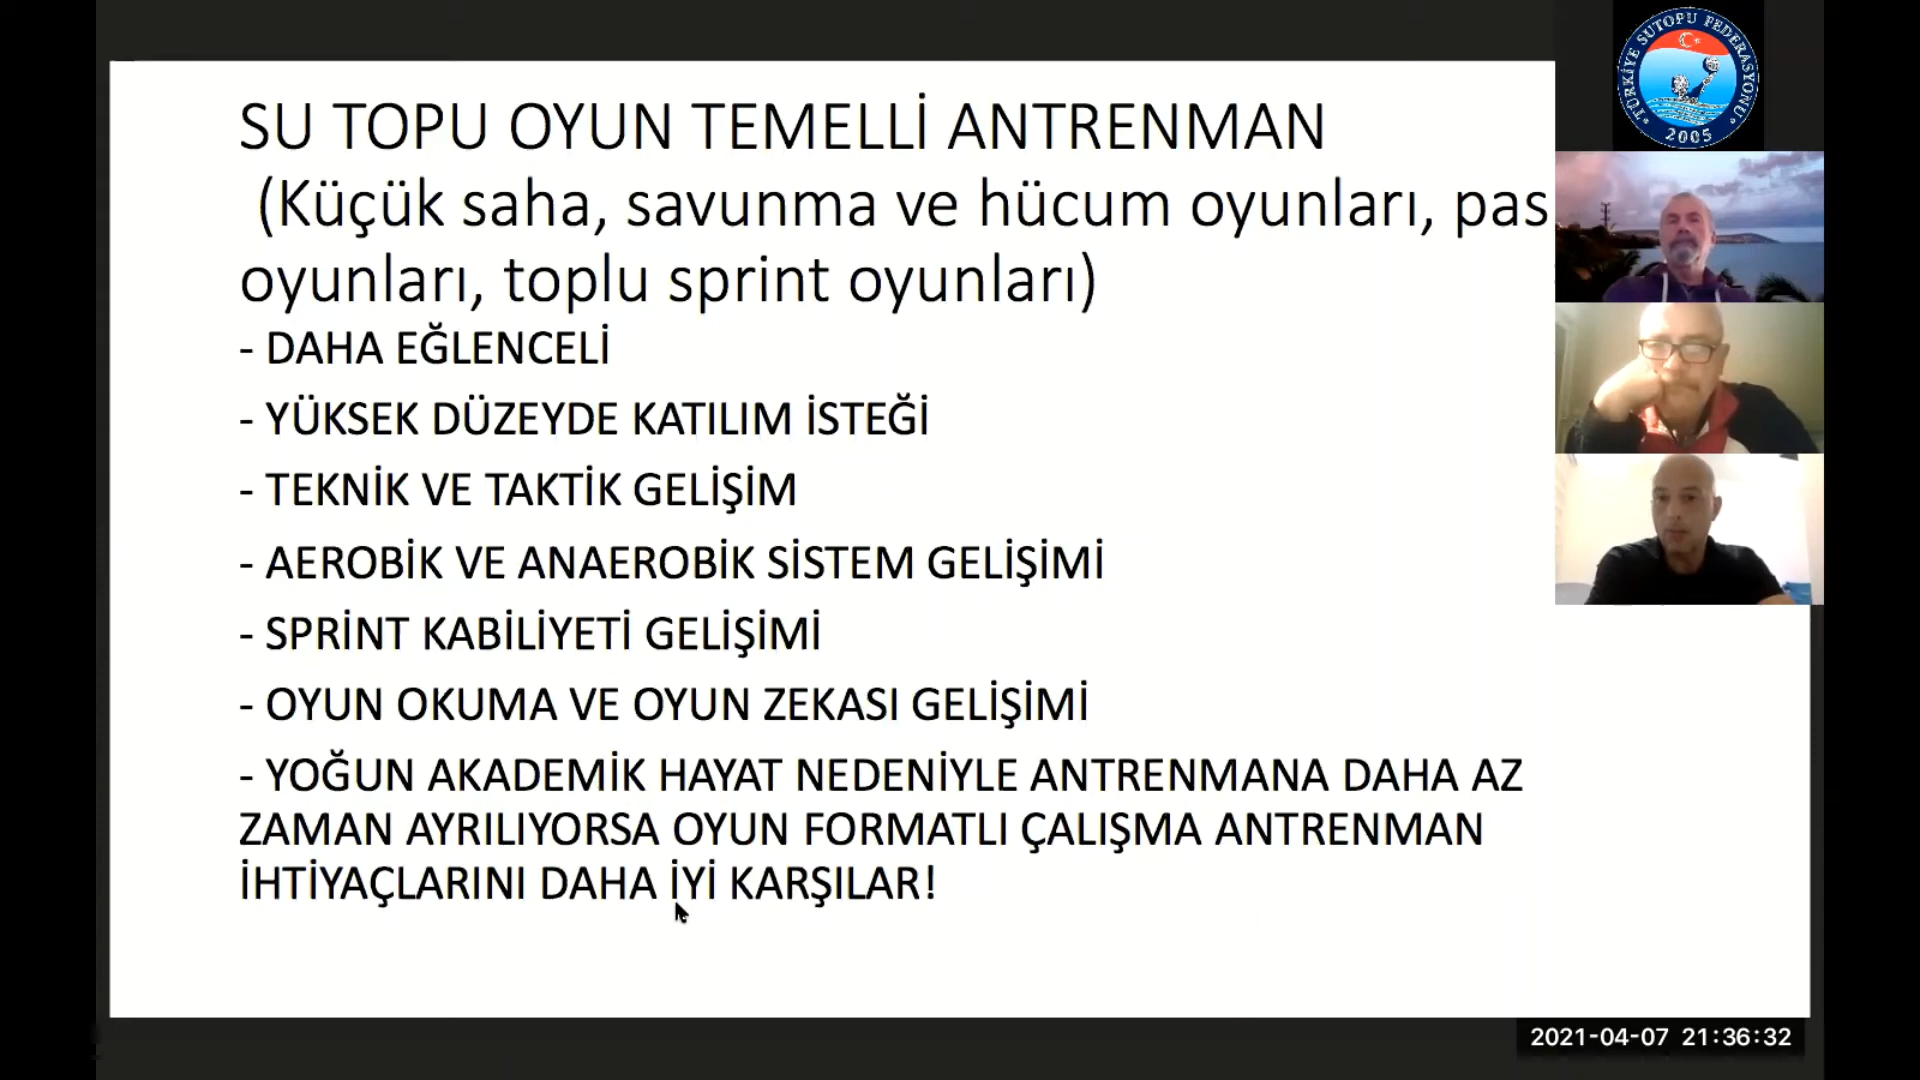 SU TOPU OYUN TEMELLİ ANTRENMAN
(Küçük saha, savunma ve hücum oyunları, pas
oyunları, toplu sprint oyunları)
- DAHA EĞLENCELİ
- YÜKSEK DÜZEYDE KATILIM İSTEĞİ
- TEKNİK VE TAKTİK GELİŞİM
- AEROBİK VE ANAEROBİK SİSTEM GELİŞİMİ
- SPRİNT KABİLİYETİ GELİŞİMİ
- OYUN OKUMA VE OYUN ZEKASI GELİŞİMİ
- YOĞUN AKADEMİK HAYAT NEDENİYLE ANTRENMANA DAHA AZ
ZAMAN AYRILIYORSA OYUN FORMATLI ÇALIŞMA ANTRENMAN
İHTİYAÇLARINI DAHA İYİ KARŞILAR!
TÜRKİYE SUTOPU FEDERASYONU
2005
2021-04-07 21:36:32